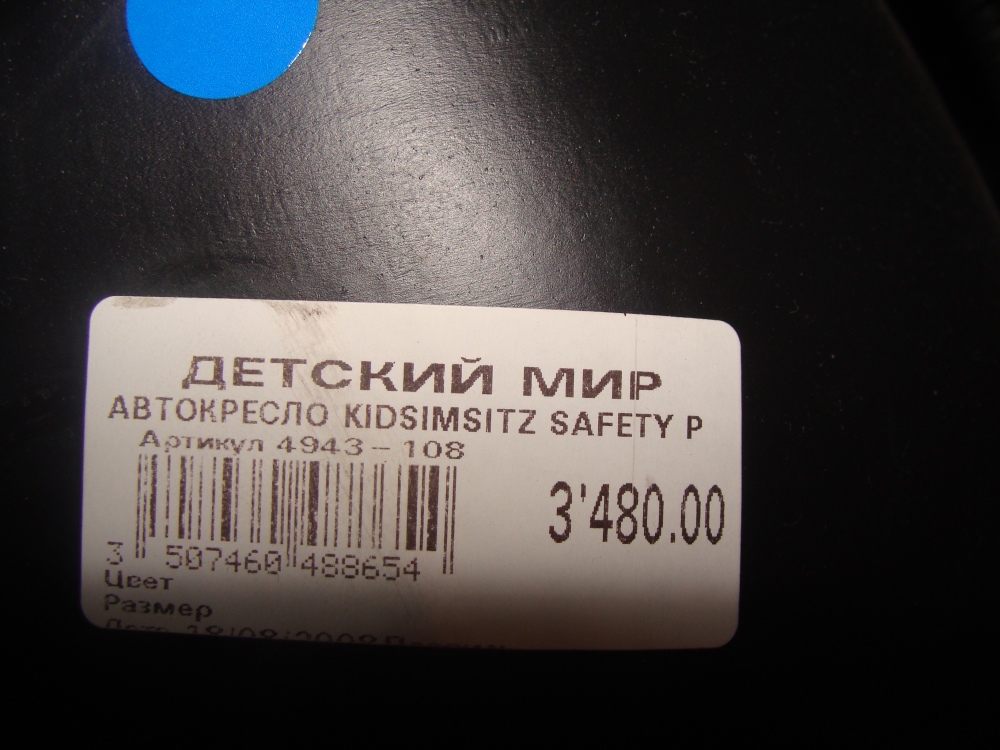 ДЕТСКИЙ МИР
АВТОКРЕСЛО KIDSIMSITZ SAFETY P
Артикул 4943-108
3'480.00
3 507460 488654
Цвет
Размер